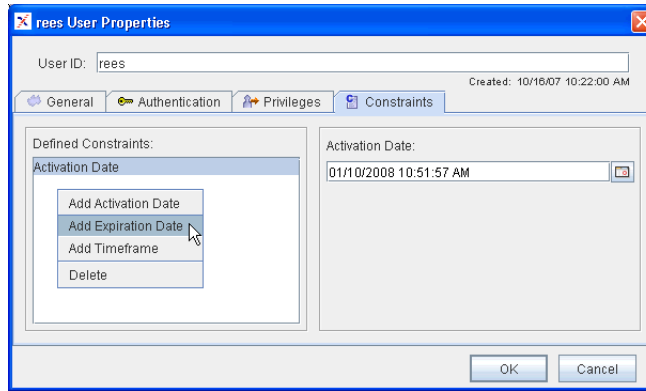 rees User Properties
User ID: rees
Created: 10/16/07 10:22:00 AM
General Authentication Privileges Constraints
Defined Constraints:
Activation Date
Add Activation Date
Add Expiration Date
Add Timeframe
Delete
Activation Date:
01/10/2008 10:51:57 AM
OK Cancel